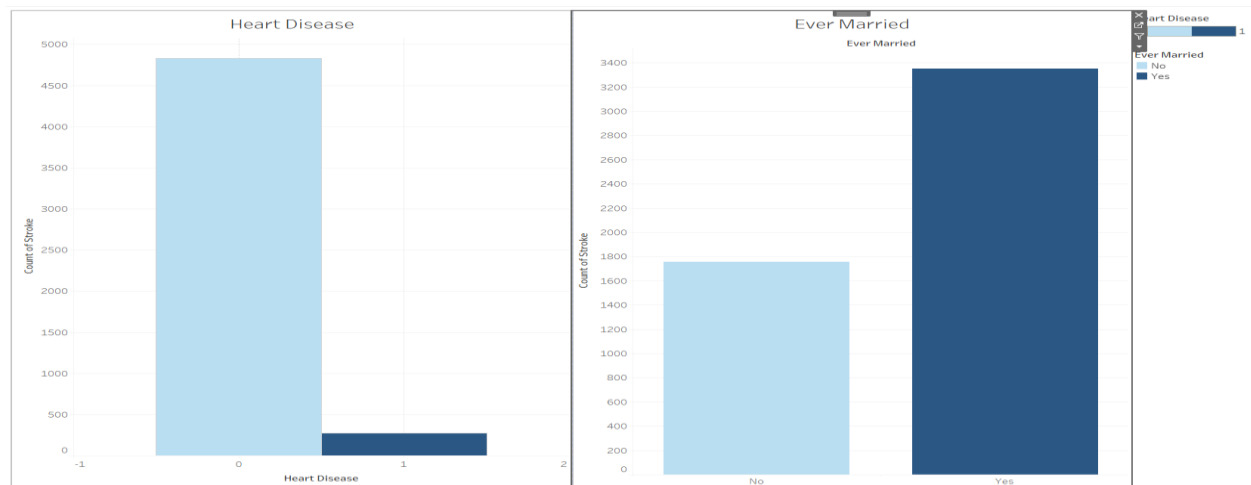 Heart Disease
5000
4500
4000
3500
3000
2500
2000
1500
1000
500
0
Count of Stroke
-1 0 1 2
Heart Disease
Ever Married
Ever Married
3400
3200
3000
2800
2600
2400
2200
2000
1800
1600
1400
1200
1000
800
600
400
200
0
Count of Stroke
No Yes
eart Disease
1
Ever Married
No
Yes